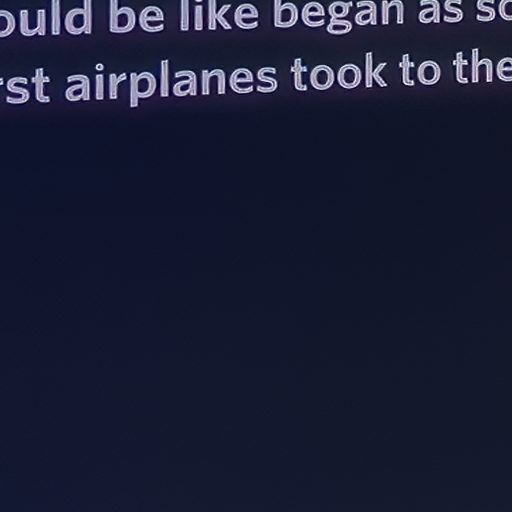 ould be like began as so
rst airplanes took to the